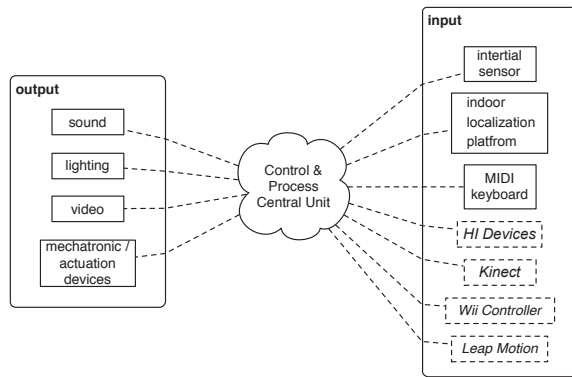 output
sound
lighting
video
mechatronic /
actuation
devices
Control &
Process
Central Unit
input
intertial
sensor
indoor
localization
platfrom
MIDI
keyboard
HI Devices
Kinect
Wii Controller
Leap Motion